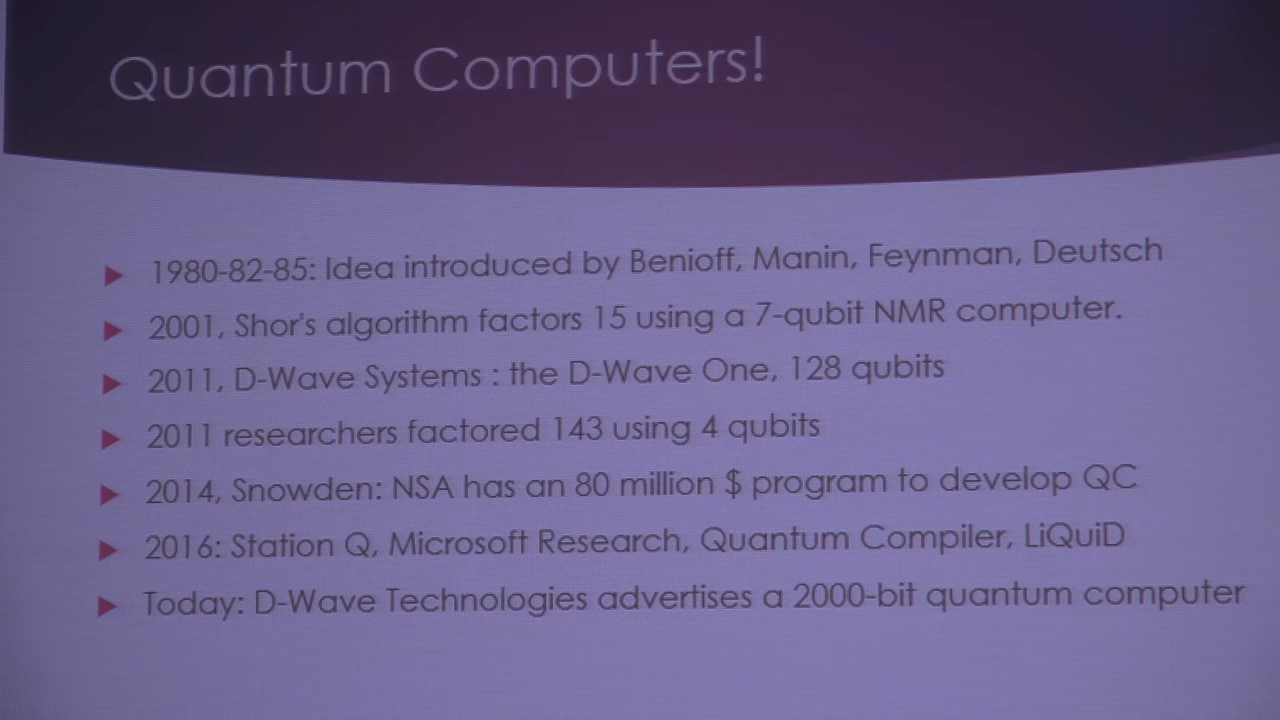 Quantum Computers!
1980-82-85: Idea introduced by Benioff, Manin, Feynman, Deutsch
2001, Shor's algorithm factors 15 using a 7-qubit NMR computer.
2011, D-Wave Systems : the D-Wave One, 128 qubits
2011 researchers factored 143 using 4 qubits
2014, Snowden: NSA has an 80 million $ program to develop QC
2016: Station Q, Microsoft Research, Quantum Compiler, LiQuiD
Today: D-Wave Technologies advertises a 2000-bit quantum computer